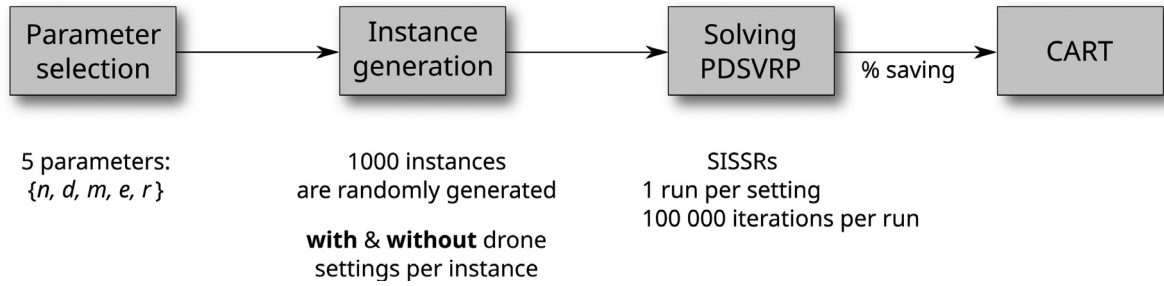 Parameter
selection
Instance
generation
Solving
PDSVRP
% saving
CART
5 parameters:
{n, d, m, e, r}
1000 instances
are randomly generated
with & without drone
settings per instance
SISSRs
1 run per setting
100 000 iterations per run